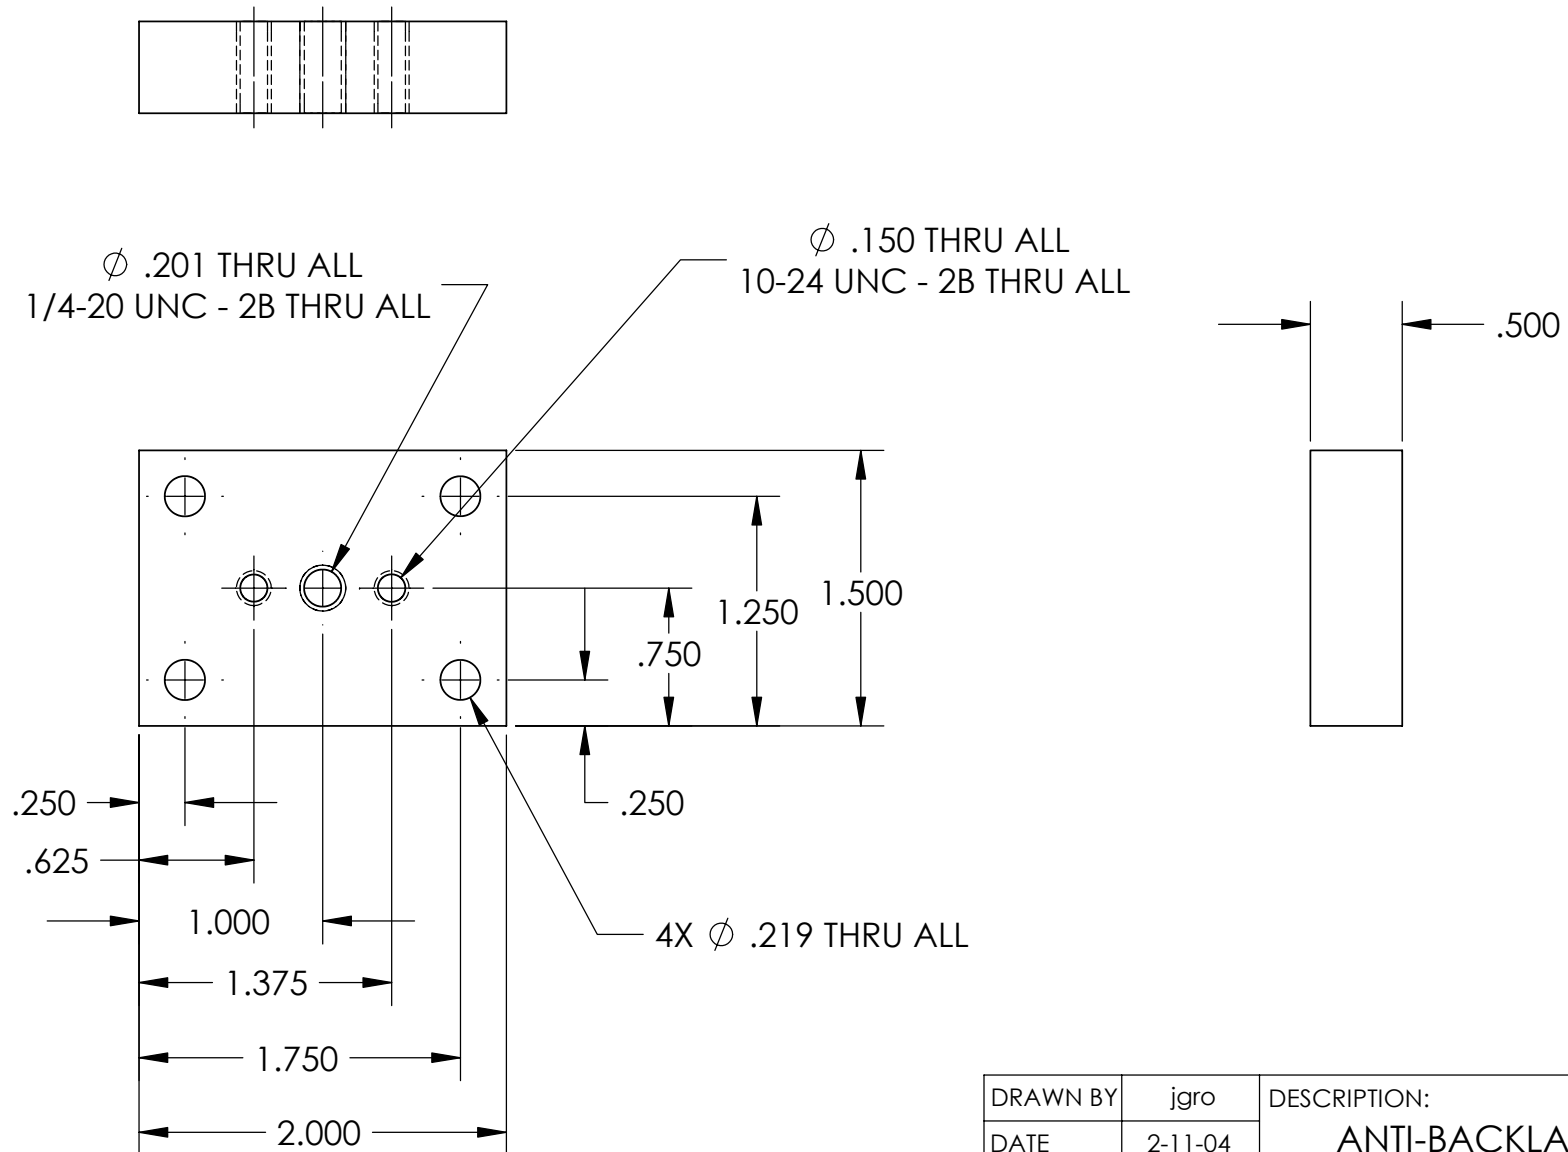 ⌀ .201 THRU ALL
1/4-20 UNC - 2B THRU ALL
⌀ .150 THRU ALL
10-24 UNC - 2B THRU ALL
.500
1.500
1.250
.750
.250
.250
.625
1.000
4X ⌀ .219 THRU ALL
1.375
1.750
2.000
DRAWN BY jgro DESCRIPTION:
DATE 2-11-04 ANTI-BACKLA